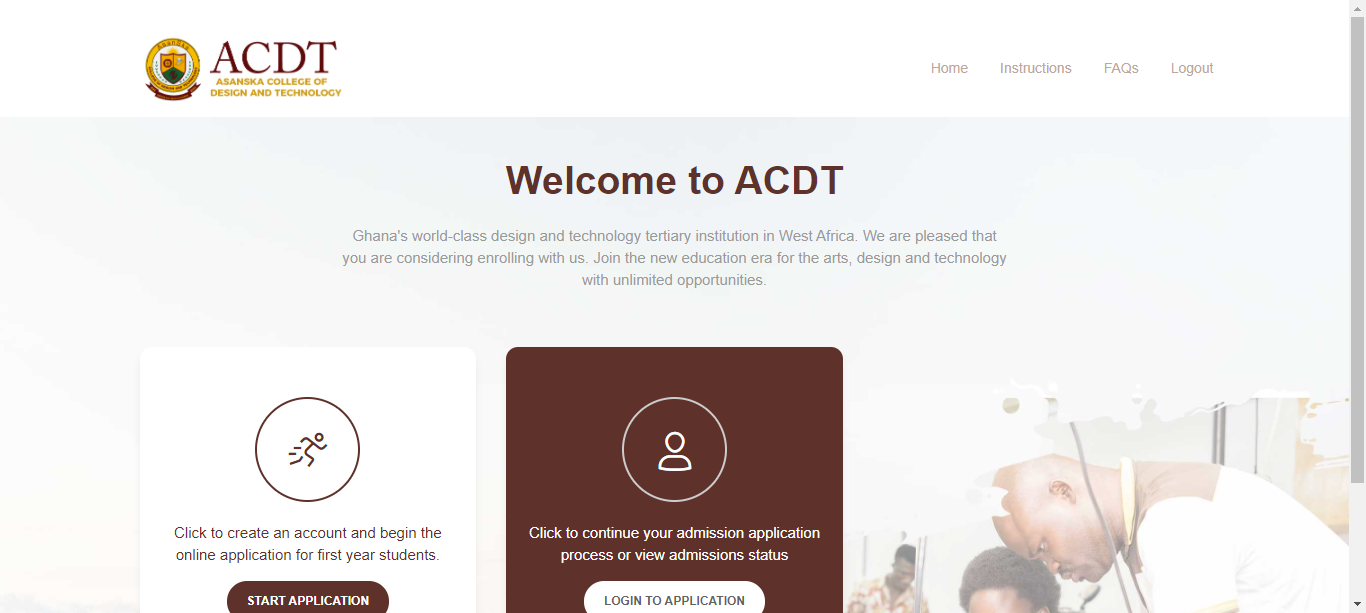 Asanska
ACDT
ASANSKA COLLEGE OF
DESIGN AND TECHNOLOGY
Home
Instructions
FAQs
Logout
Welcome to ACDT
Ghana's world-class design and technology tertiary institution in West Africa. We are pleased that
you are considering enrolling with us. Join the new education era for the arts, design and technology
with unlimited opportunities.
Click to create an account and begin the
online application for first year students.
START APPLICATION
Click to continue your admission application
process or view admissions status
LOGIN TO APPLICATION